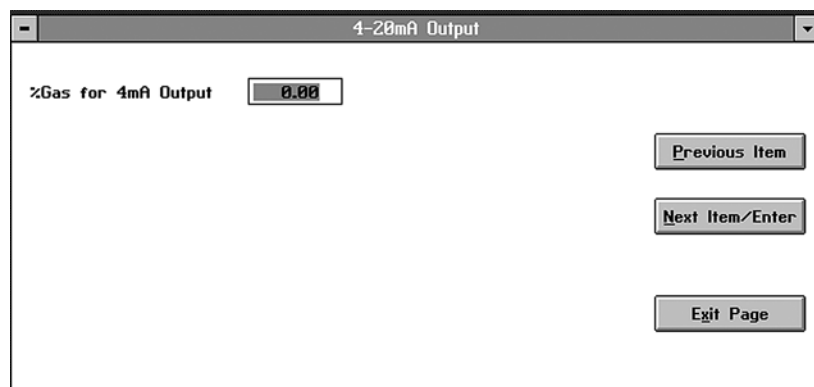 4-20mA Output
%Gas for 4mA Output 0.00
Previous Item
Next Item/Enter
Exit Page